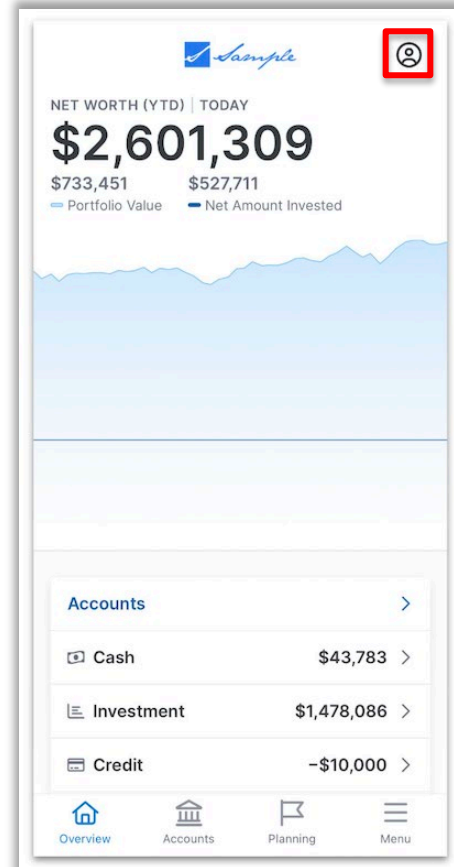 Sample
NET WORTH (YTD) | TODAY
$2,601,309
$733,451 $527,711
Portfolio Value Net Amount Invested
Accounts
Cash $43,783
Investment $1,478,086
Credit −$10,000
Overview Accounts Planning Menu